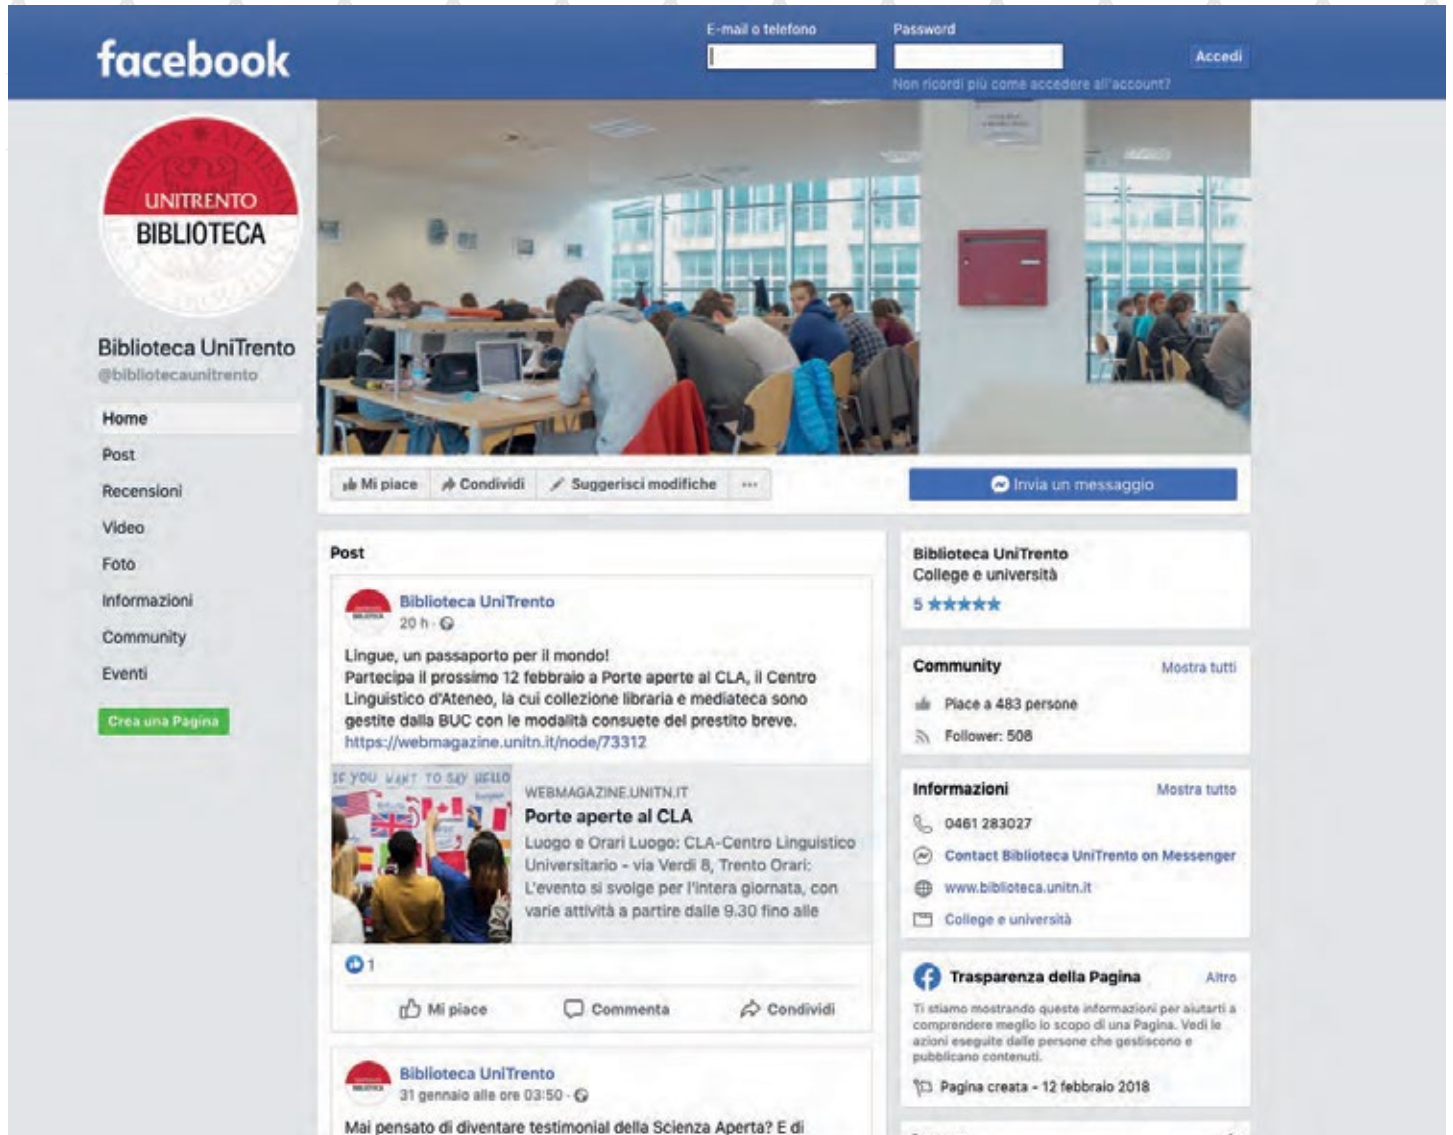 facebook
E-mail o telefono
Password
Accedi
Non ricordi più come accedere all'account?
UNITRENTO
BIBLIOTECA
Biblioteca UniTrento
@bibliotecaunitrento
Home
Post
Recensioni
Video
Foto
Informazioni
Community
Eventi
Crea una Pagina
Mi piace
Condividi
Suggerisci modifiche
Invia un messaggio
Post
Biblioteca UniTrento
20 h
Lingue, un passaporto per il mondo!
Partecipa il prossimo 12 febbraio a Porte aperte al CLA, il Centro
Linguistico d'Ateneo, la cui collezione libraria e mediateca sono
gestite dalla BUC con le modalità consuete del prestito breve.
https://webmagazine.unitn.it/node/73312
IF YOU WANT TO SAY HELLO
WEBMAGAZINE.UNITN.IT
Porte aperte al CLA
Luogo e Orari Luogo: CLA-Centro Linguistico
Universitario - via Verdi 8, Trento Orari:
L'evento si svolge per l'intera giornata, con
varie attività a partire dalle 9.30 fino alle
1
Mi piace
Commenta
Condividi
Biblioteca UniTrento
31 gennaio alle ore 03:50
Mai pensato di diventare testimonial della Scienza Aperta? E di
Biblioteca UniTrento
College e università
5 ★★★★★
Community
Mostra tutti
Piace a 483 persone
Follower: 508
Informazioni
Mostra tutto
0461 283027
Contact Biblioteca UniTrento on Messenger
www.biblioteca.unitn.it
College e università
Trasparenza della Pagina
Altro
Ti stiamo mostrando queste informazioni per aiutarti a
comprendere meglio lo scopo di una Pagina. Vedi le
azioni eseguite dalle persone che gestiscono e
pubblicano contenuti.
Pagina creata - 12 febbraio 2018